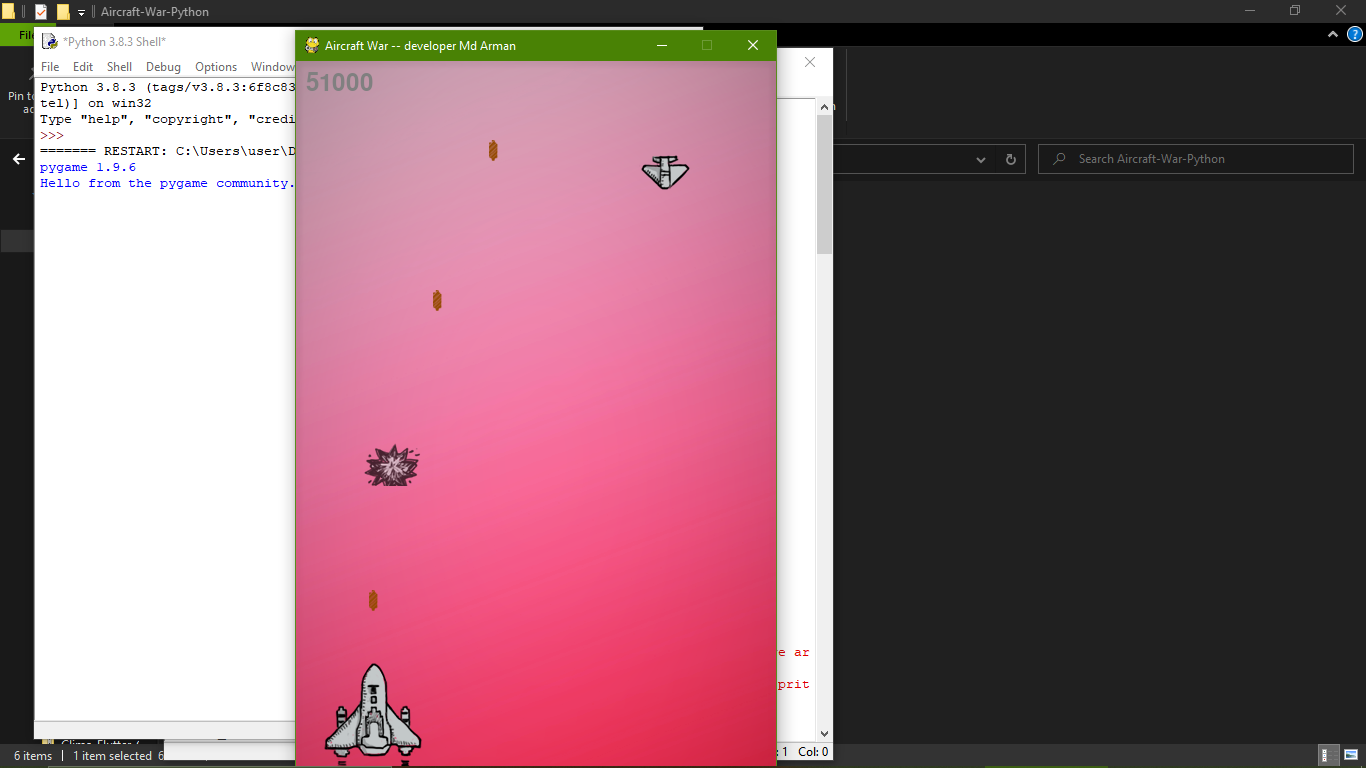 Aircraft-War-Python
*Python 3.8.3 Shell*
File Edit Shell Debug Options Window
Python 3.8.3 (tags/v3.8.3:6f8c83
tel)] on win32
Type "help", "copyright", "credi
>>>
======= RESTART: C:\Users\user\D
pygame 1.9.6
Hello from the pygame community.
Aircraft War -- developer Md Arman
51000
Search Aircraft-War-Python
Pin to
e ar
prit
: 1 Col: 0
6 items 1 item selected 6